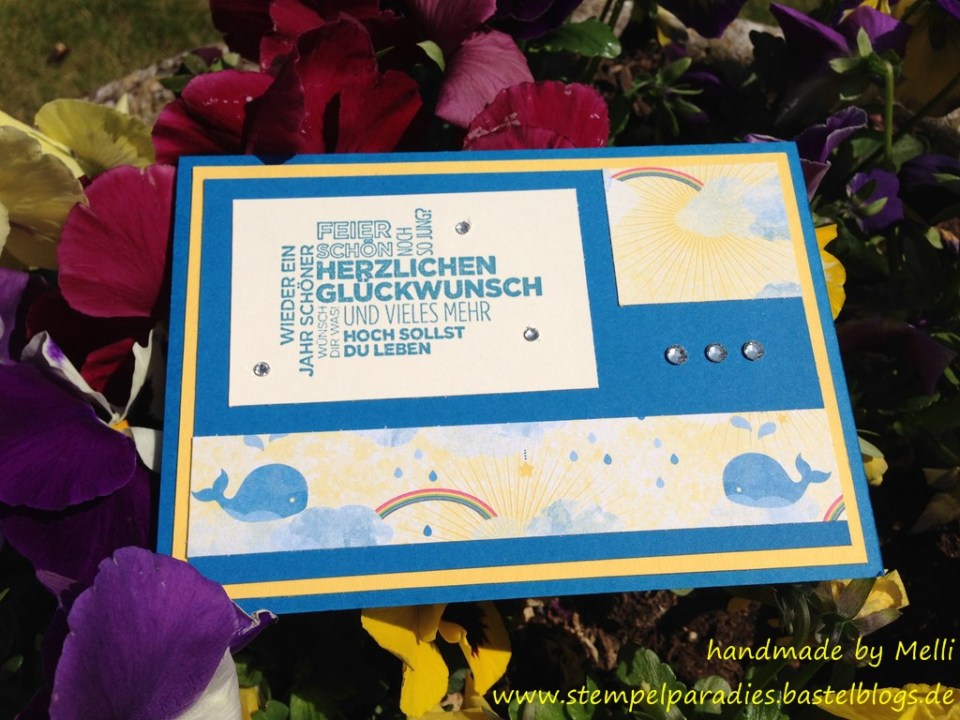 WIEDER EIN
JAHR SCHÖNER
FEIER
SCHÖN
NOCH
SO JUNG?
HERZLICHEN
GLÜCKWUNSCH
WÜNSCH
DIR WAS!
UND VIELES MEHR
HOCH SOLLST
DU LEBEN
handmade by Melli
www.stempelparadies.bastelblogs.de